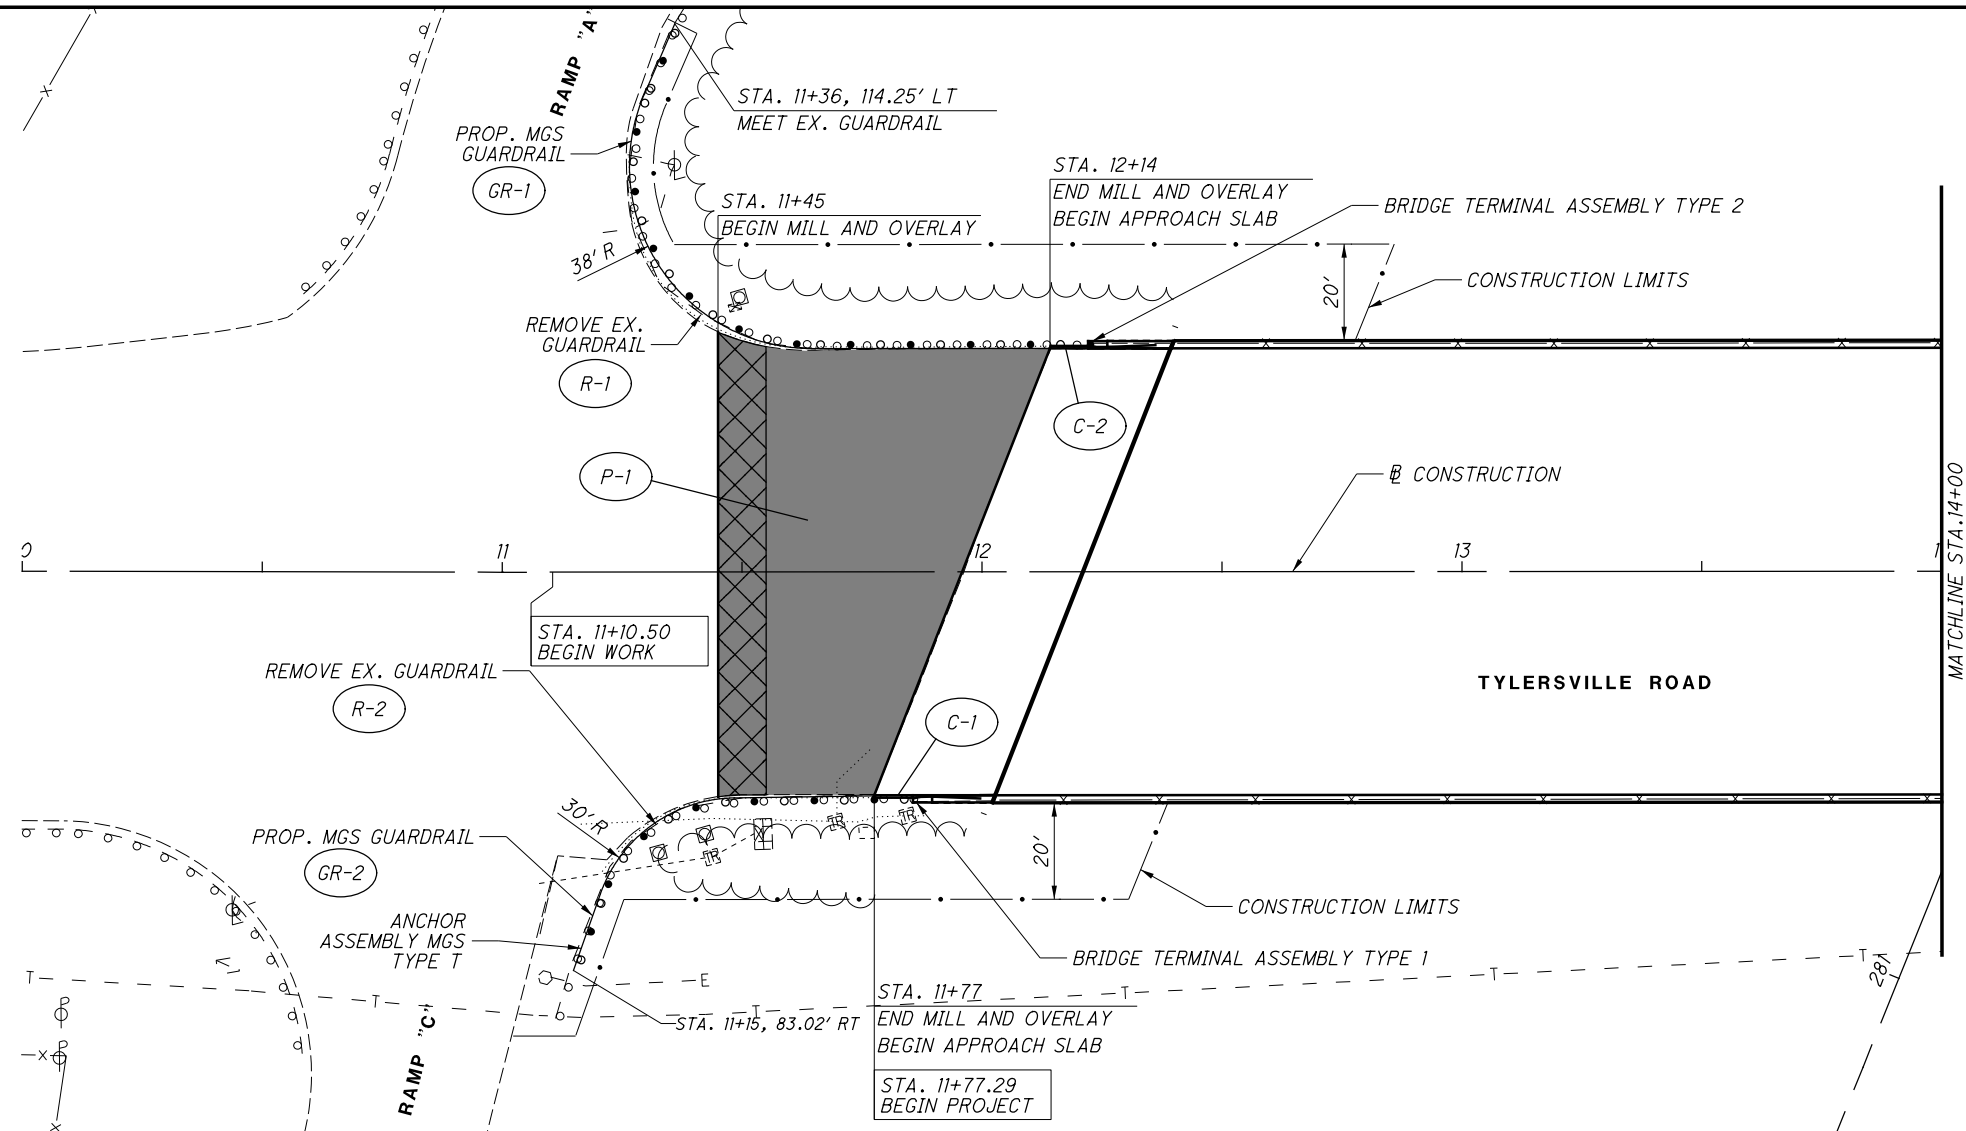 RAMP "A"
STA. 11+36, 114.25' LT
MEET EX. GUARDRAIL
PROP. MGS
GUARDRAIL
GR-1
STA. 12+14
END MILL AND OVERLAY
BEGIN APPROACH SLAB
STA. 11+45
BEGIN MILL AND OVERLAY
BRIDGE TERMINAL ASSEMBLY TYPE 2
38' R
20'
CONSTRUCTION LIMITS
REMOVE EX.
GUARDRAIL
R-1
C-2
P-1
℄ CONSTRUCTION
MATCHLINE STA.14+00
11
12
13
STA. 11+10.50
BEGIN WORK
REMOVE EX. GUARDRAIL
R-2
TYLERSVILLE ROAD
C-1
30' R
PROP. MGS GUARDRAIL
GR-2
TR
TR
TR
20'
CONSTRUCTION LIMITS
ANCHOR
ASSEMBLY MGS
TYPE T
BRIDGE TERMINAL ASSEMBLY TYPE 1
T
T
T
T
T
T
E
281
STA. 11+77
END MILL AND OVERLAY
BEGIN APPROACH SLAB
STA. 11+15, 83.02' RT
RAMP "C"
P
P
STA. 11+77.29
BEGIN PROJECT